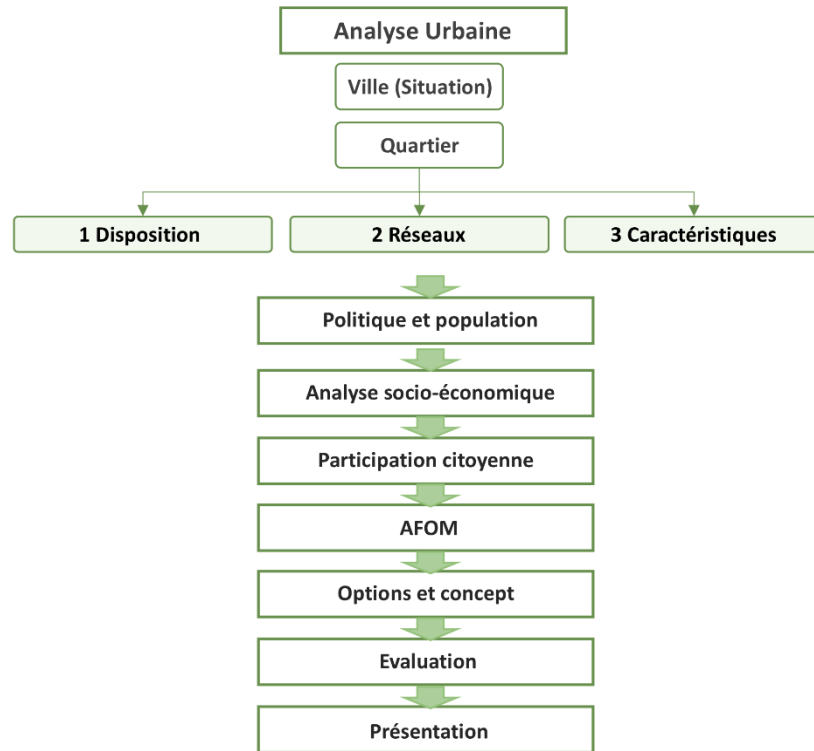 Analyse Urbaine
Ville (Situation)
Quartier
1 Disposition
2 Réseaux
3 Caractéristiques
Politique et population
Analyse socio-économique
Participation citoyenne
AFOM
Options et concept
Evaluation
Présentation